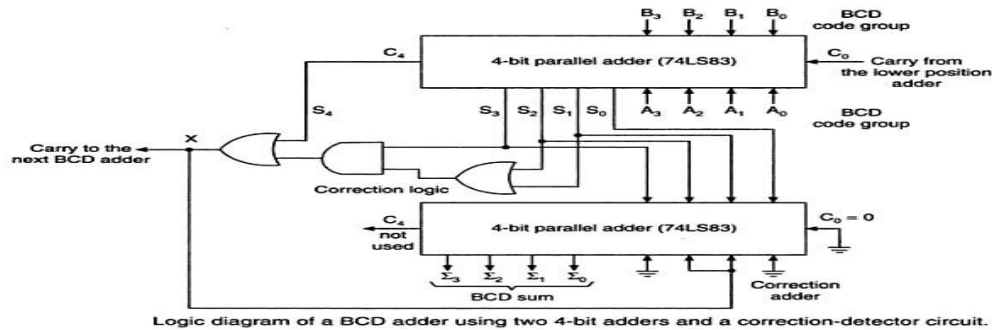 B₃ B₂ B₁ B₀ BCD code group
C₄ 4-bit parallel adder (74LS83) C₀ Carry from the lower position adder
S₄ S₃ S₂ S₁ S₀ A₃ A₂ A₁ A₀ BCD code group
X
Carry to the next BCD adder
Correction logic
C₄ not used 4-bit parallel adder (74LS83) C₀ = 0
Σ₃ Σ₂ Σ₁ Σ₀
BCD sum
Correction adder
Logic diagram of a BCD adder using two 4-bit adders and a correction-detector circuit.